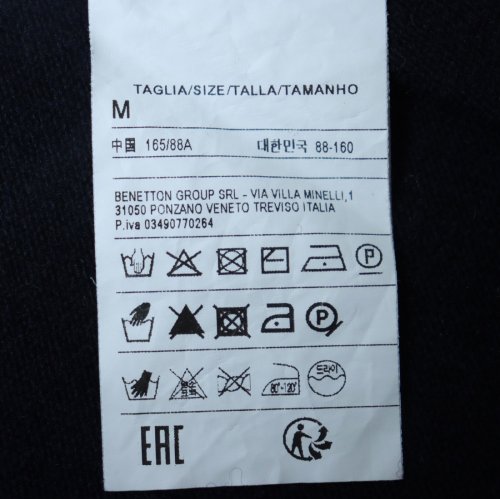 TAGLIA/SIZE/TALLA/TAMANHO
M
中国 165/88A 대한민국 88-160
BENETTON GROUP SRL - VIA VILLA MINELLI,1
31050 PONZANO VENETO TREVISO ITALIA
P.iva 03490770264
P
P
80°-120° 드라이
EAC